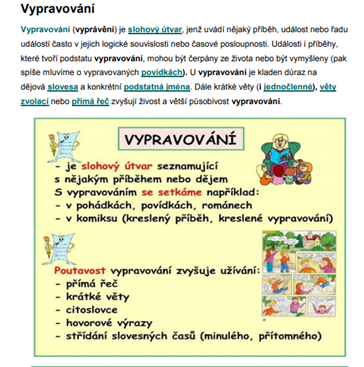 Vypravování
Vypravování (vyprávění) je slohový útvar, jenž uvádí nějaký příběh, událost nebo řadu
událostí často v jejich logické souvislosti nebo časové posloupnosti. Události i příběhy,
které tvoří podstatu vypravování, mohou být čerpány ze života nebo být vymyšleny (pak
spíše mluvíme o vypravovaných povídkách). U vypravování je kladen důraz na
dějová slovesa a konkrétní podstatná jména. Dále krátké věty (i jednočlenné), věty
zvolací nebo přímá řeč zvyšují živost a větší působivost vypravování.
VYPRAVOVÁNÍ
- je slohový útvar seznamující
s nějakým příběhem nebo dějem
S vypravováním se setkáme například:
- v pohádkách, povídkách, románech
- v komiksu (kreslený příběh, kreslené vypravování)
Poutavost vypravování zvyšuje užívání:
- přímá řeč
- krátké věty
- citoslovce
- hovorové výrazy
- střídání slovesných časů (minulého, přítomného)